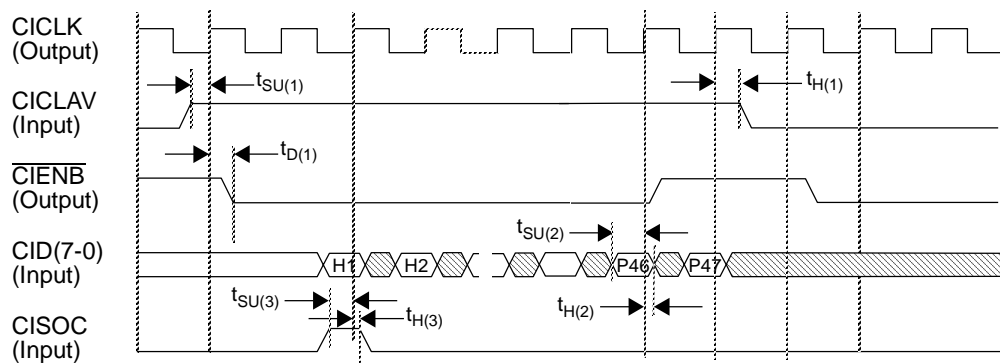 CICLK
(Output)
tSU(1)
tH(1)
CICLAV
(Input)
tD(1)
CIENB
(Output)
tSU(2)
CID(7-0)
(Input)
H1
H2
P46
P47
tSU(3)
tH(3)
tH(2)
CISOC
(Input)